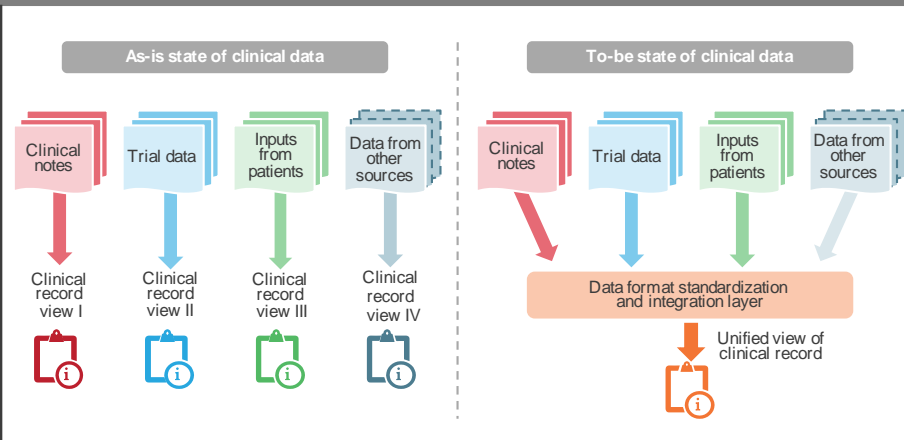 As-is state of clinical data
Clinical
notes
Trial data
Inputs
from
patients
Data from
other
sources
Clinical
record
view I
Clinical
record
view II
Clinical
record
view III
Clinical
record
view IV
i
i
i
i
To-be state of clinical data
Clinical
notes
Trial data
Inputs
from
patients
Data from
other
sources
Data format standardization
and integration layer
Unified view of
clinical record
i